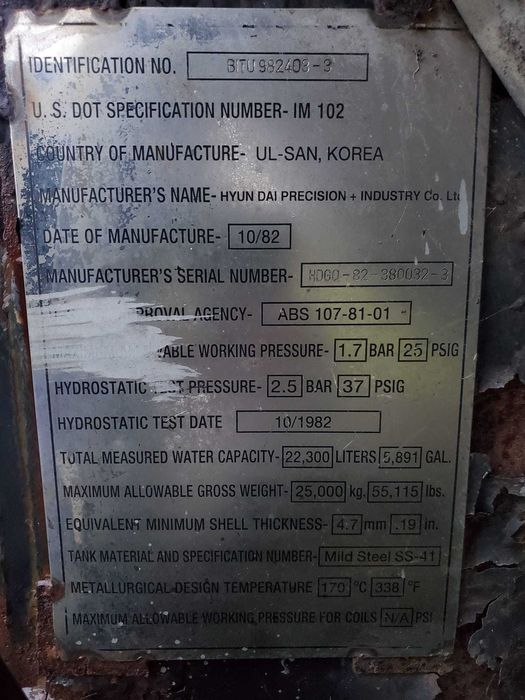 IDENTIFICATION NO. BITU 982408-3
U. S. DOT SPECIFICATION NUMBER- IM 102
COUNTRY OF MANUFACTURE- UL-SAN, KOREA
MANUFACTURER'S NAME- HYUN DAI PRECISION + INDUSTRY Co. Ltd
DATE OF MANUFACTURE- 10/82
MANUFACTURER'S SERIAL NUMBER- HDGO-82-380032-3
AGENCY- ABS 107-81-01
WORKING PRESSURE- 1.7 BAR 25 PSIG
HYDROSTATIC TEST PRESSURE- 2.5 BAR 37 PSIG
HYDROSTATIC TEST DATE 10/1982
TOTAL MEASURED WATER CAPACITY- 22,300 LITERS 5,891 GAL.
MAXIMUM ALLOWABLE GROSS WEIGHT- 25,000 kg. 55,115 lbs.
EQUIVALENT MINIMUM SHELL THICKNESS- 4.7 mm .19 in.
TANK MATERIAL AND SPECIFICATION NUMBER- Mild Steel SS-41
METALLURGICAL DESIGN TEMPERATURE 170 °C 338 °F
MAXIMUM ALLOWABLE WORKING PRESSURE FOR COILS N/A PSI